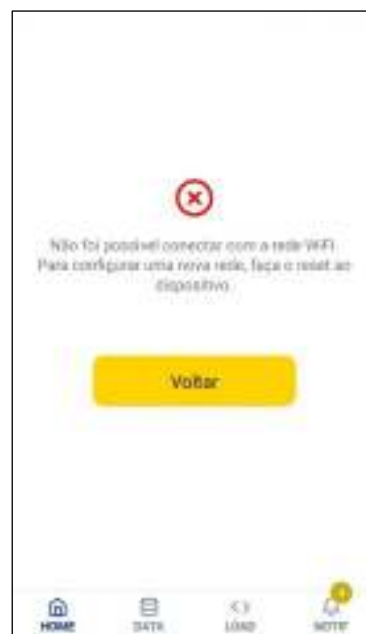 Não foi possível conectar com a rede WiFi.
Para configurar uma nova rede, faça o reset ao
dispositivo
Voltar
HOME
DATA
LOAD
NOTIF